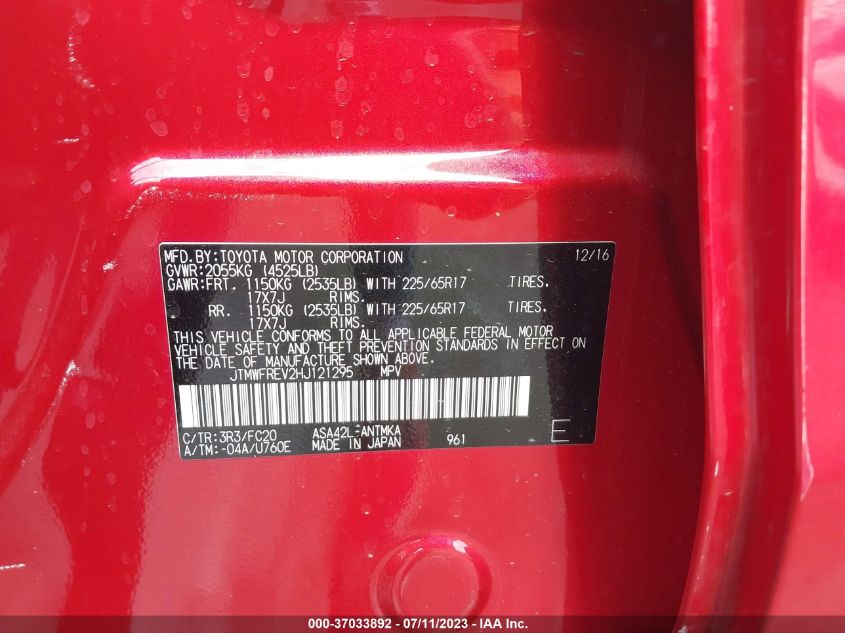 MFD.BY:TOYOTA MOTOR CORPORATION 12/16
GVWR:2055KG (4525LB)
GAWR:FRT. 1150KG (2535LB) WITH 225/65R17 TIRES.
17X7J RIMS.
RR. 1150KG (2535LB) WITH 225/65R17 TIRES.
17X7J RIMS.
THIS VEHICLE CONFORMS TO ALL APPLICABLE FEDERAL MOTOR
VEHICLE SAFETY AND THEFT PREVENTION STANDARDS IN EFFECT ON
THE DATE OF MANUFACTURE SHOWN ABOVE.
JTMWFREV2HJ121295 MPV
C/TR:3R3/FC20 ASA42L-ANTMKA
A/TM:-04A/U760E MADE IN JAPAN 961 E
000-37033892 - 07/11/2023 - IAA Inc.